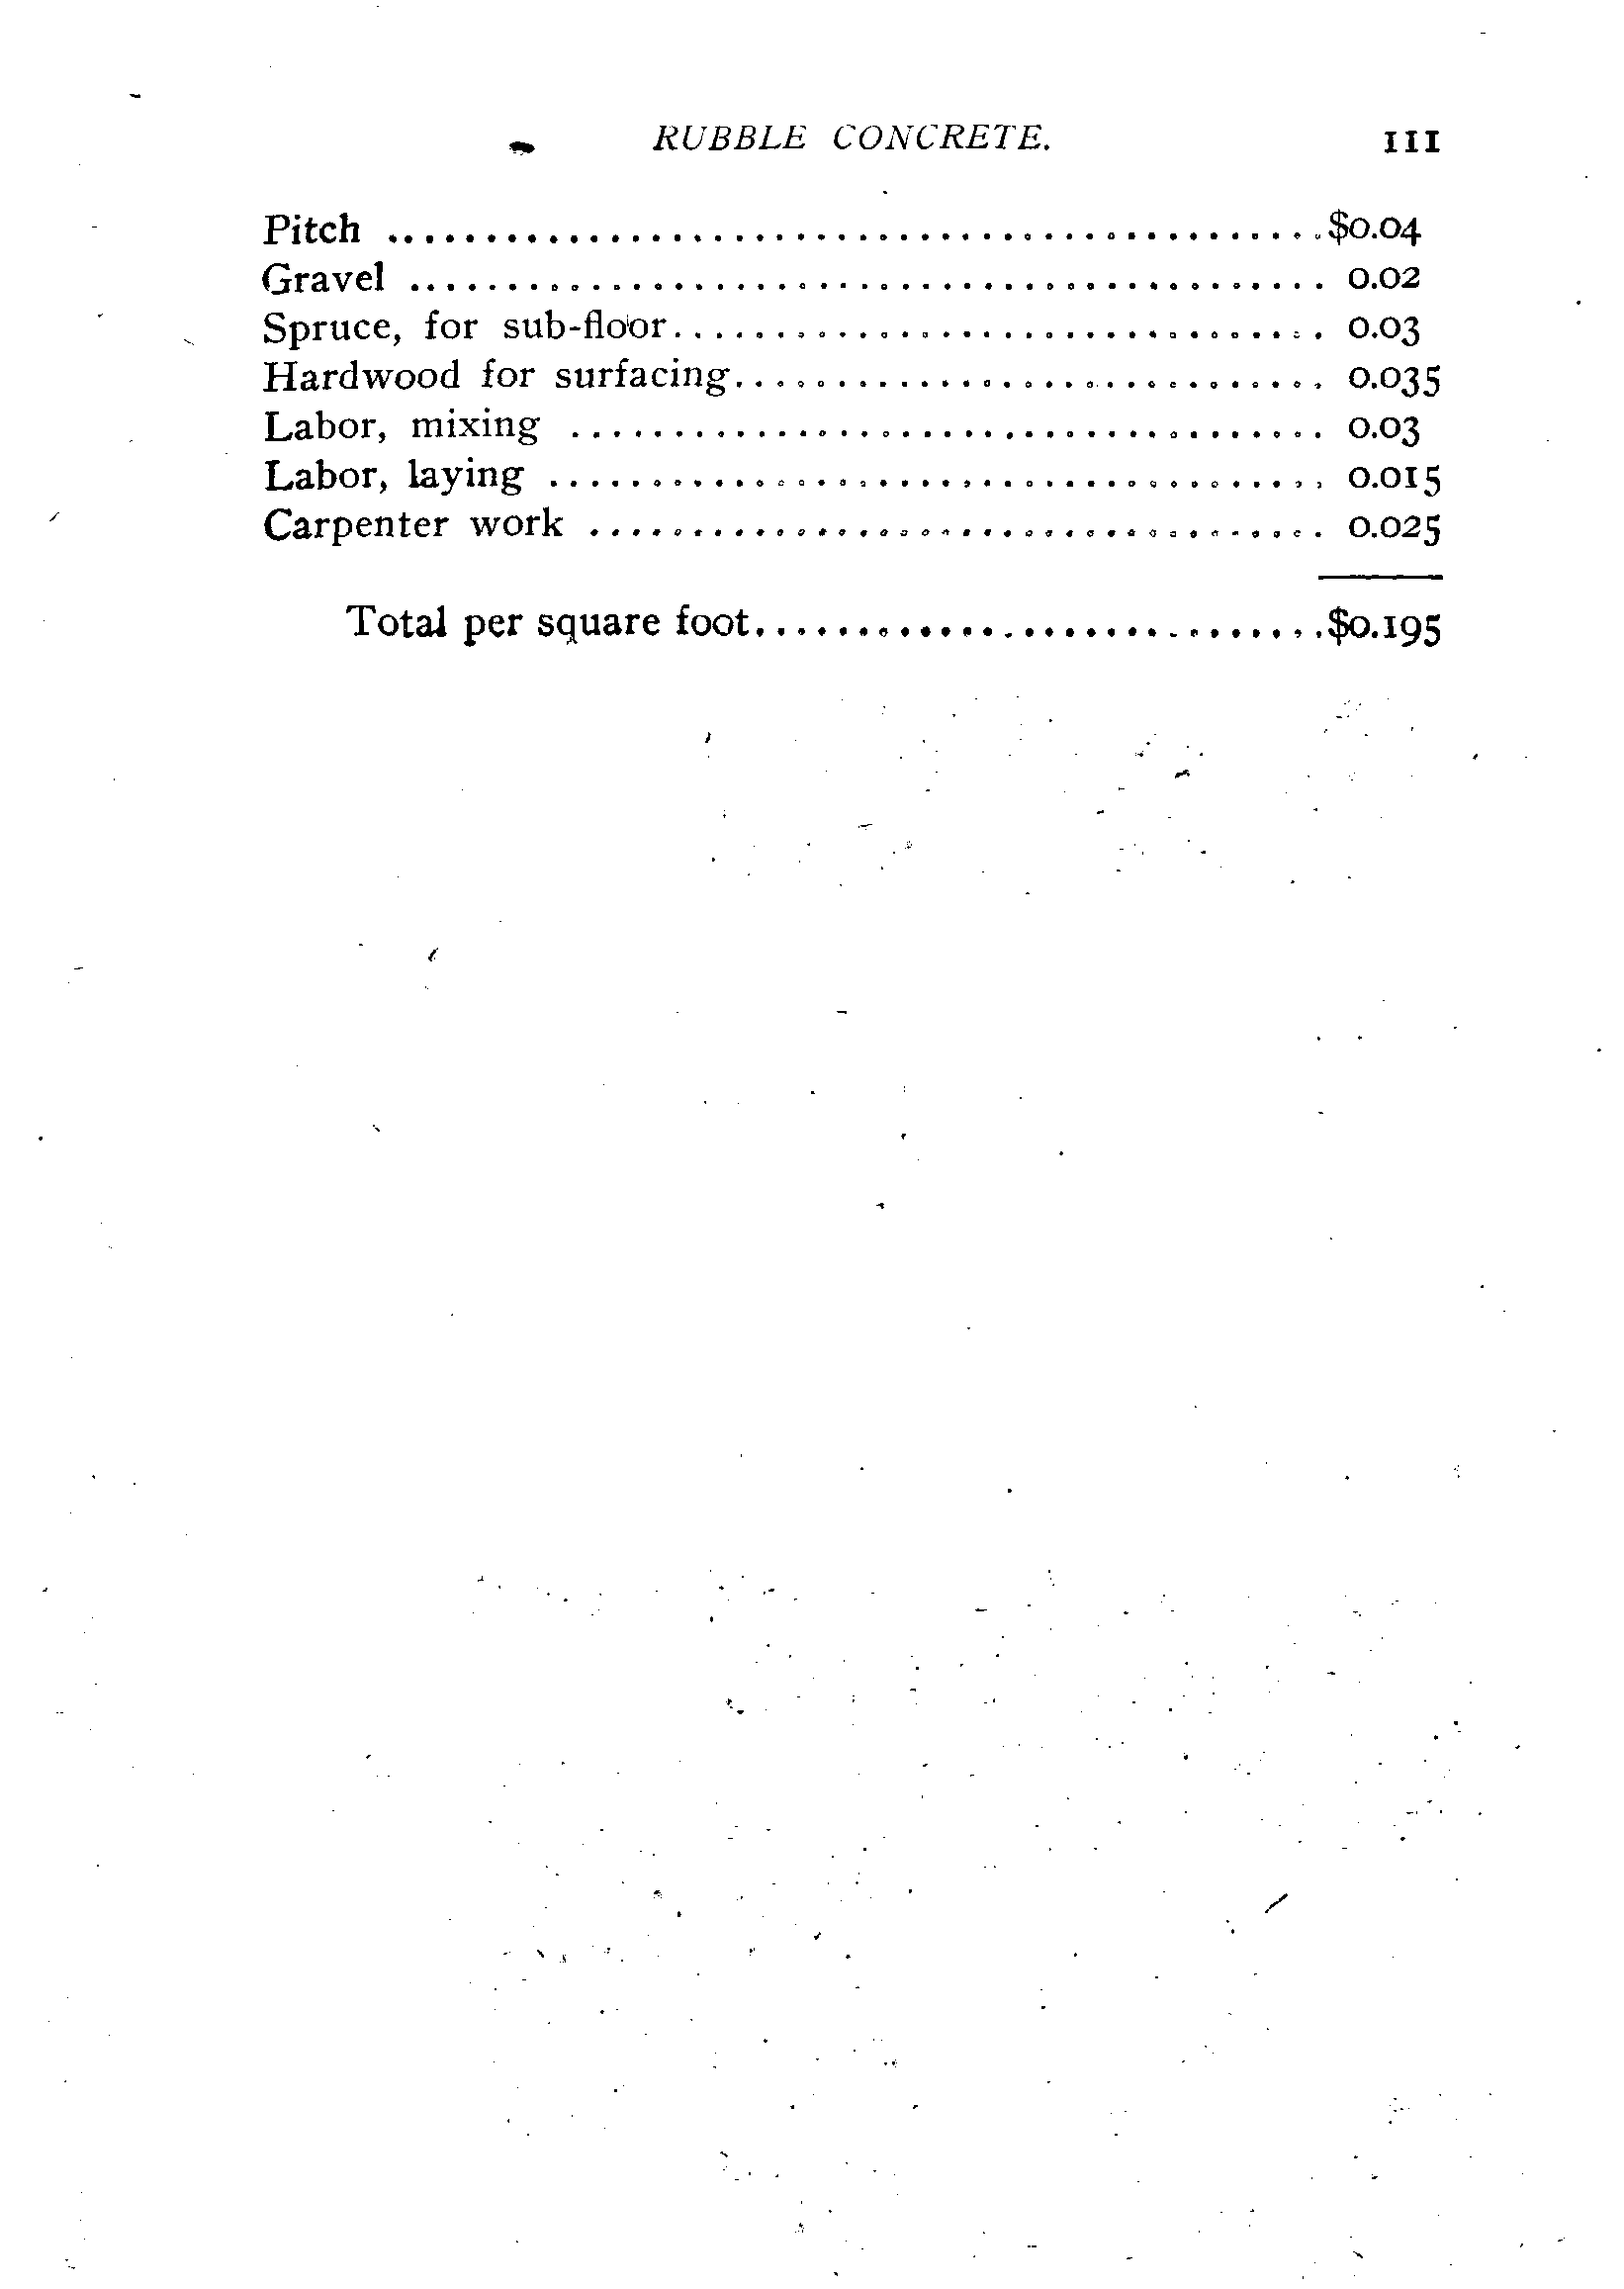 RUBBLE CONCRETE. 111
Pitch ..............................................$0.04
Gravel ............................................. 0.02
Spruce, for sub-floor................................ 0.03
Hardwood for surfacing............................. 0.035
Labor, mixing ..................................... 0.03
Labor, laying ...................................... 0.015
Carpenter work .................................... 0.025
Total per square foot............................$0.195